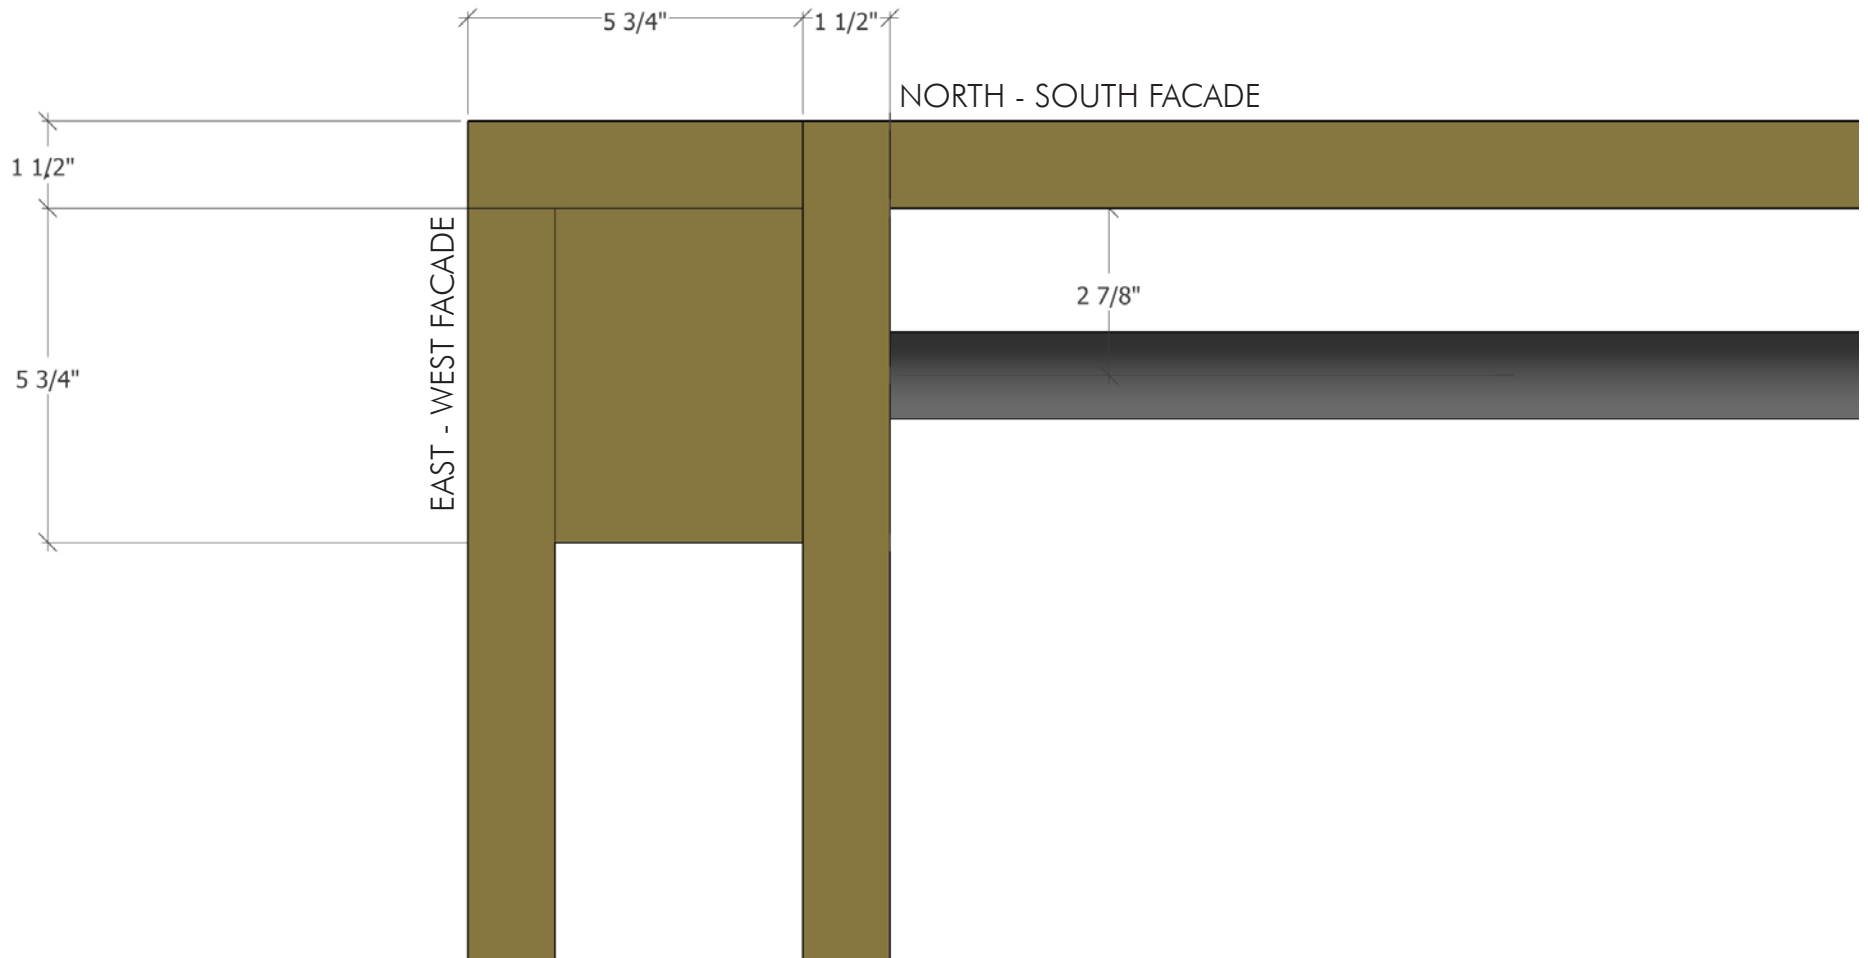 5 3/4"
1 1/2"
NORTH - SOUTH FACADE
1 1/2"
EAST - WEST FACADE
2 7/8"
5 3/4"